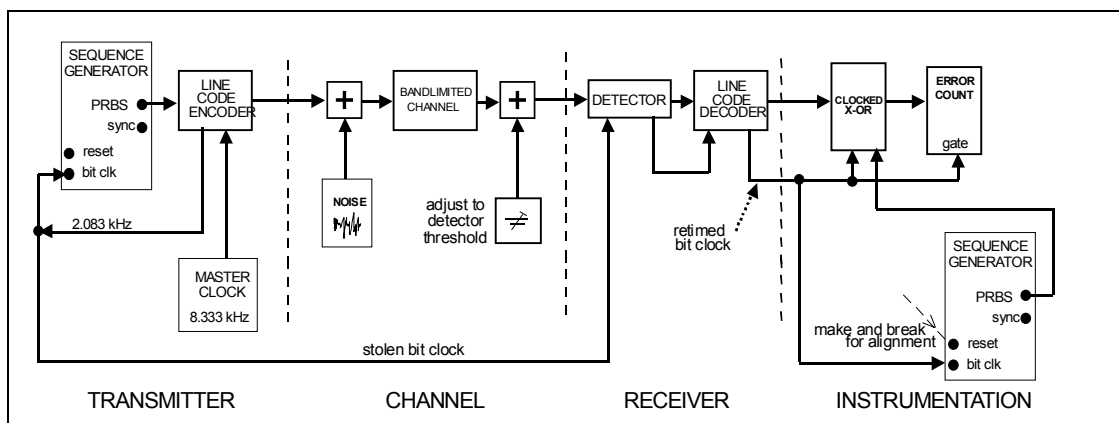 SEQUENCE
GENERATOR
PRBS
sync
reset
bit clk
LINE
CODE
ENCODER
2.083 kHz
MASTER
CLOCK
8.333 kHz
+
NOISE
BANDLIMITED
CHANNEL
+
adjust to
detector
threshold
stolen bit clock
DETECTOR
LINE
CODE
DECODER
retimed
bit clock
CLOCKED
X-OR
ERROR
COUNT
gate
SEQUENCE
GENERATOR
PRBS
sync
reset
bit clk
make and break
for alignment
TRANSMITTER
CHANNEL
RECEIVER
INSTRUMENTATION